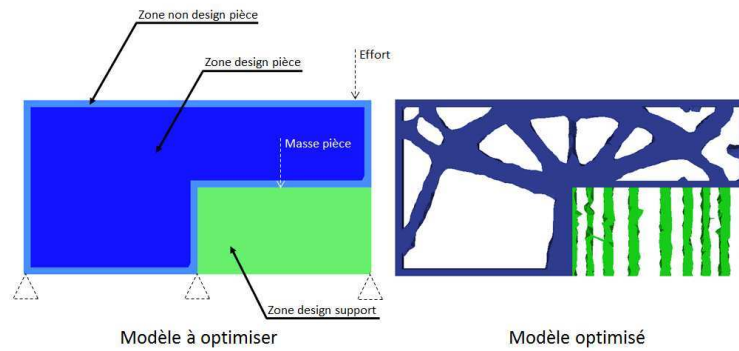 Zone non design pièce
Zone design pièce
Effort
Masse pièce
Zone design support
Modèle à optimiser
Modèle optimisé